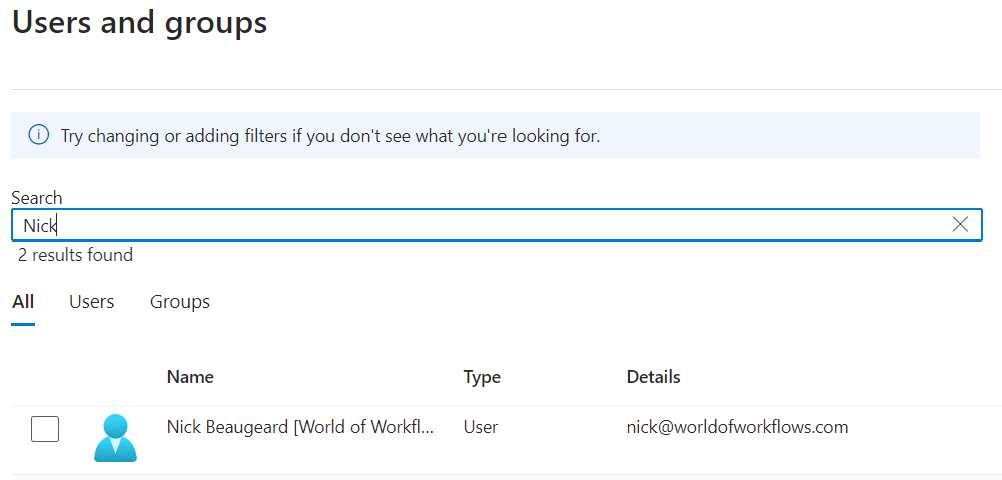 Users and groups
Try changing or adding filters if you don't see what you're looking for.
Search
Nick
2 results found
All Users Groups
Name Type Details
Nick Beaugeard [World of Workfl... User nick@worldofworkflows.com